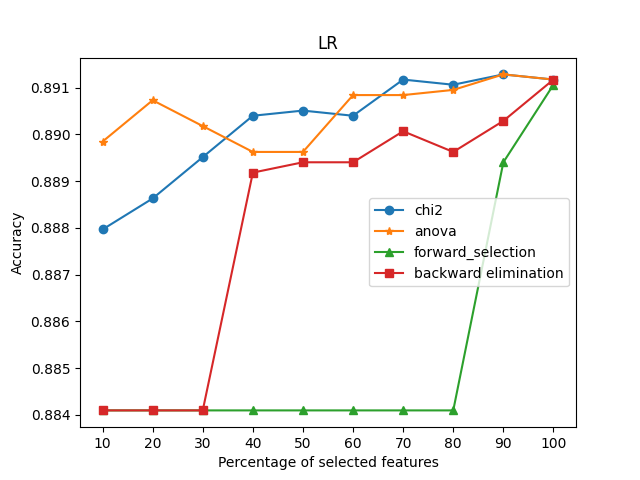 LR
Accuracy
0.891
0.890
0.889
0.888
0.887
0.886
0.885
0.884
chi2
anova
forward_selection
backward elimination
10 20 30 40 50 60 70 80 90 100
Percentage of selected features